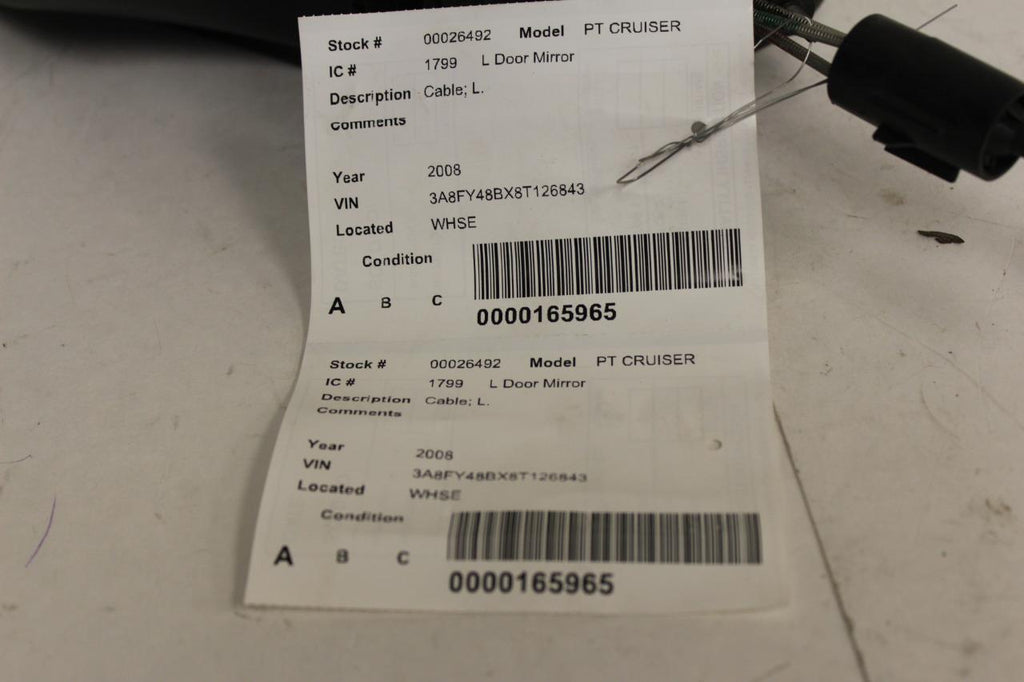 Stock # 00026492 Model PT CRUISER
IC # 1799 L Door Mirror
Description Cable; L.
Comments
Year 2008
VIN 3A8FY48BX8T126843
Located WHSE
Condition
A B C
0000165965
Stock # 00026492 Model PT CRUISER
IC # 1799 L Door Mirror
Description Cable; L.
Comments
Year 2008
VIN 3A8FY48BX8T126843
Located WHSE
Condition
A B C
0000165965